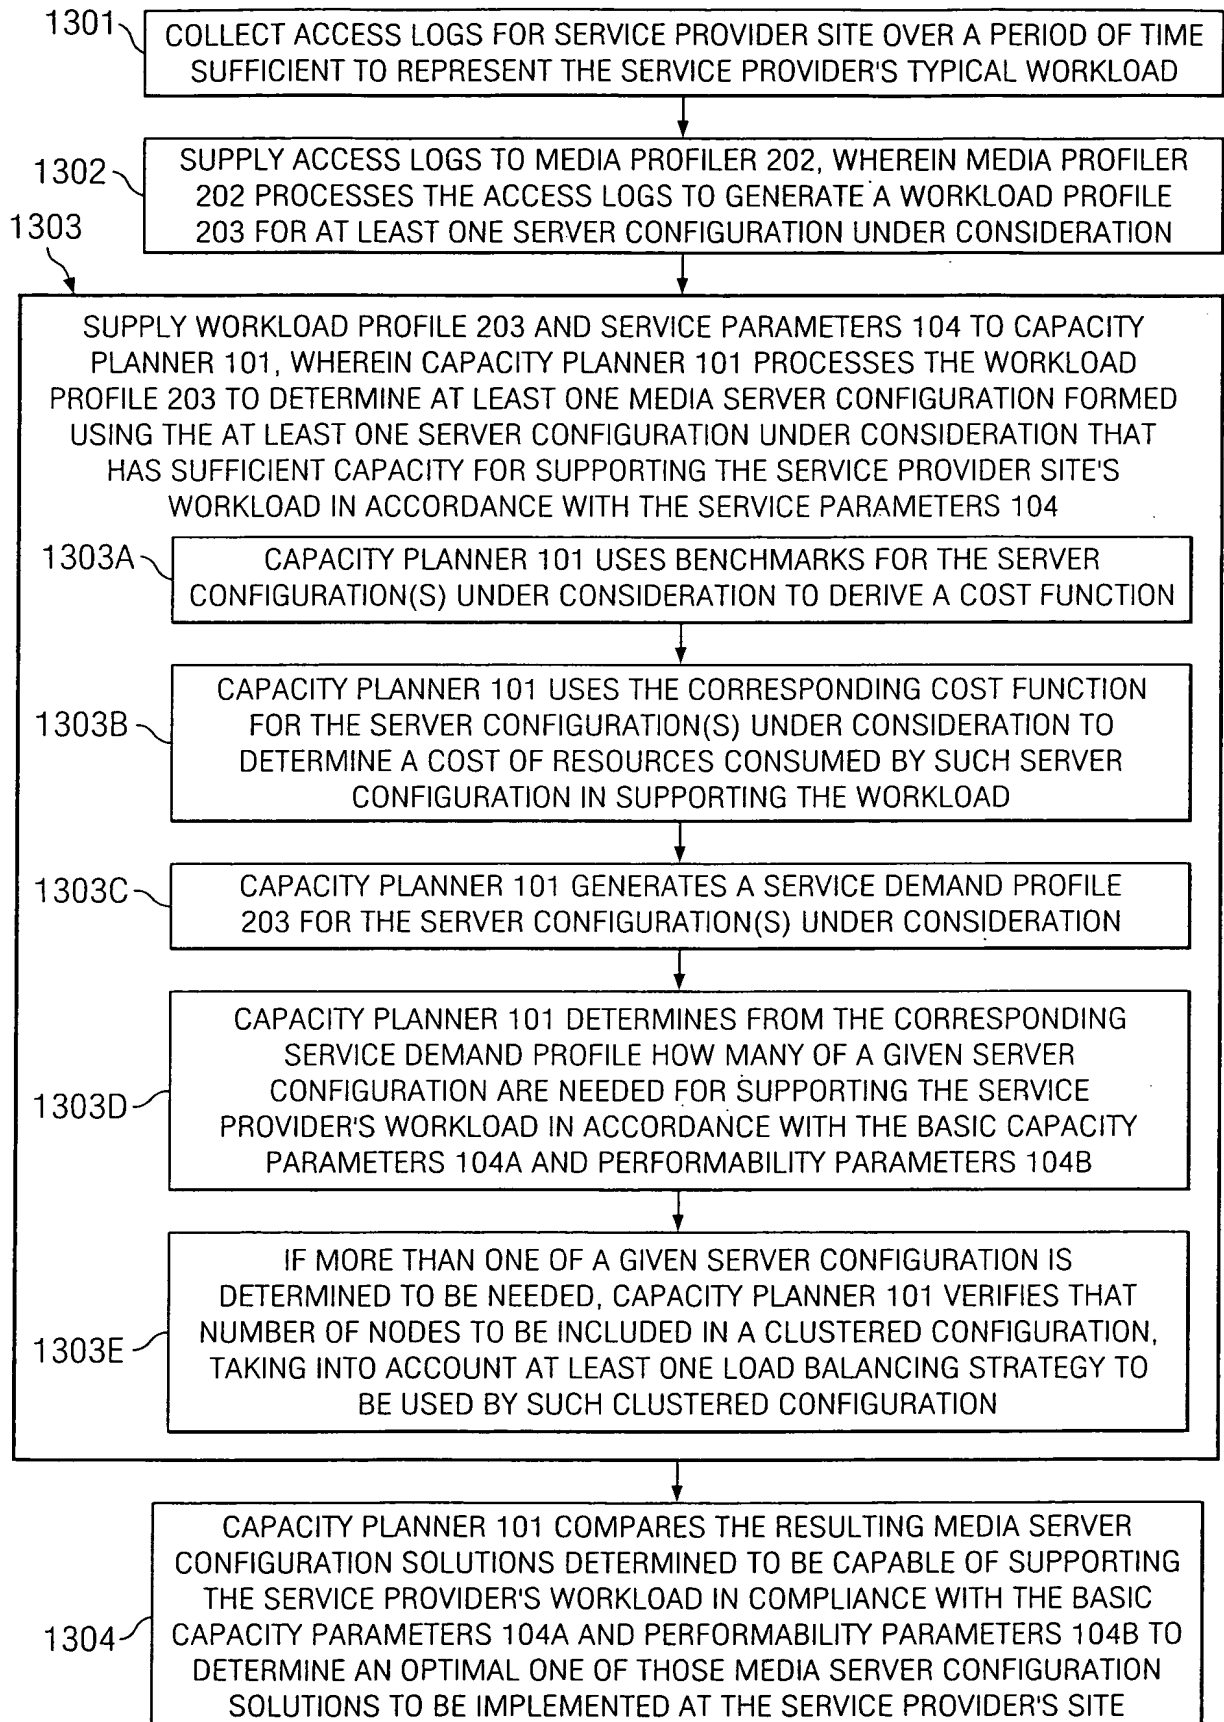 1301
COLLECT ACCESS LOGS FOR SERVICE PROVIDER SITE OVER A PERIOD OF TIME
SUFFICIENT TO REPRESENT THE SERVICE PROVIDER'S TYPICAL WORKLOAD
1302
SUPPLY ACCESS LOGS TO MEDIA PROFILER 202, WHEREIN MEDIA PROFILER
202 PROCESSES THE ACCESS LOGS TO GENERATE A WORKLOAD PROFILE
203 FOR AT LEAST ONE SERVER CONFIGURATION UNDER CONSIDERATION
1303
SUPPLY WORKLOAD PROFILE 203 AND SERVICE PARAMETERS 104 TO CAPACITY
PLANNER 101, WHEREIN CAPACITY PLANNER 101 PROCESSES THE WORKLOAD
PROFILE 203 TO DETERMINE AT LEAST ONE MEDIA SERVER CONFIGURATION FORMED
USING THE AT LEAST ONE SERVER CONFIGURATION UNDER CONSIDERATION THAT
HAS SUFFICIENT CAPACITY FOR SUPPORTING THE SERVICE PROVIDER SITE'S
WORKLOAD IN ACCORDANCE WITH THE SERVICE PARAMETERS 104
1303A
CAPACITY PLANNER 101 USES BENCHMARKS FOR THE SERVER
CONFIGURATION(S) UNDER CONSIDERATION TO DERIVE A COST FUNCTION
1303B
CAPACITY PLANNER 101 USES THE CORRESPONDING COST FUNCTION
FOR THE SERVER CONFIGURATION(S) UNDER CONSIDERATION TO
DETERMINE A COST OF RESOURCES CONSUMED BY SUCH SERVER
CONFIGURATION IN SUPPORTING THE WORKLOAD
1303C
CAPACITY PLANNER 101 GENERATES A SERVICE DEMAND PROFILE
203 FOR THE SERVER CONFIGURATION(S) UNDER CONSIDERATION
1303D
CAPACITY PLANNER 101 DETERMINES FROM THE CORRESPONDING
SERVICE DEMAND PROFILE HOW MANY OF A GIVEN SERVER
CONFIGURATION ARE NEEDED FOR SUPPORTING THE SERVICE
PROVIDER'S WORKLOAD IN ACCORDANCE WITH THE BASIC CAPACITY
PARAMETERS 104A AND PERFORMABILITY PARAMETERS 104B
1303E
IF MORE THAN ONE OF A GIVEN SERVER CONFIGURATION IS
DETERMINED TO BE NEEDED, CAPACITY PLANNER 101 VERIFIES THAT
NUMBER OF NODES TO BE INCLUDED IN A CLUSTERED CONFIGURATION,
TAKING INTO ACCOUNT AT LEAST ONE LOAD BALANCING STRATEGY TO
BE USED BY SUCH CLUSTERED CONFIGURATION
1304
CAPACITY PLANNER 101 COMPARES THE RESULTING MEDIA SERVER
CONFIGURATION SOLUTIONS DETERMINED TO BE CAPABLE OF SUPPORTING
THE SERVICE PROVIDER'S WORKLOAD IN COMPLIANCE WITH THE BASIC
CAPACITY PARAMETERS 104A AND PERFORMABILITY PARAMETERS 104B TO
DETERMINE AN OPTIMAL ONE OF THOSE MEDIA SERVER CONFIGURATION
SOLUTIONS TO BE IMPLEMENTED AT THE SERVICE PROVIDER'S SITE